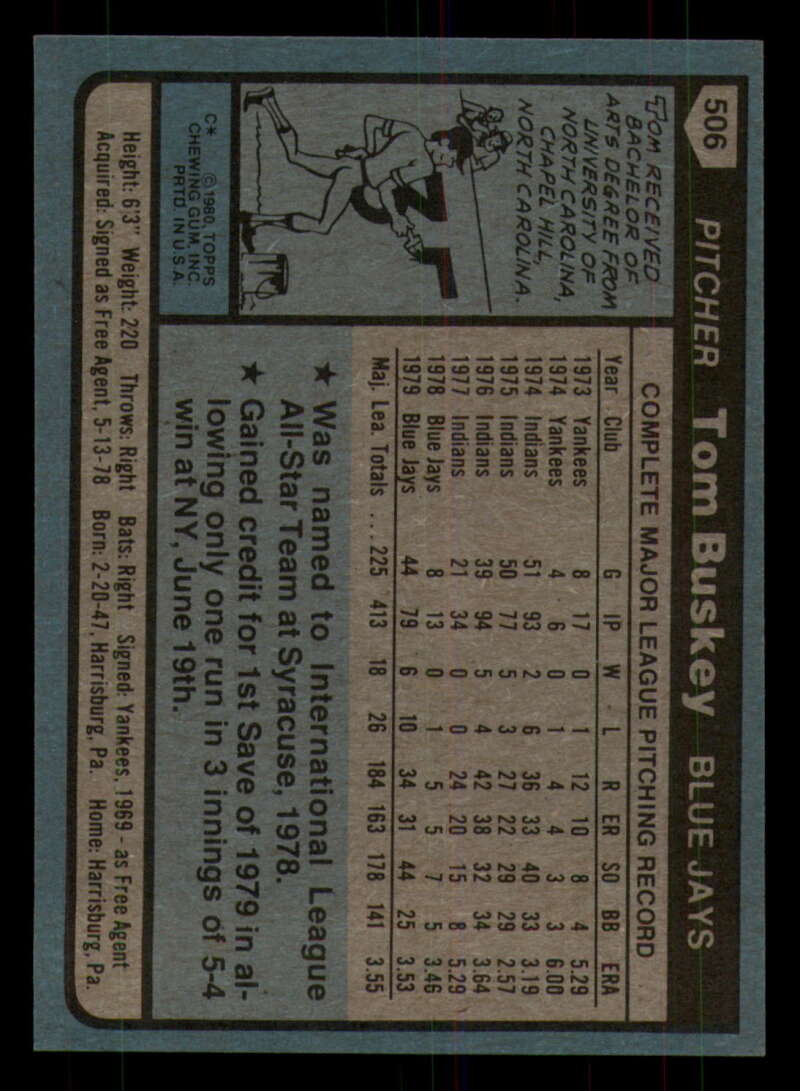 506 PITCHER Tom Buskey BLUE JAYS
TOM RECEIVED
BACHELOR OF
ARTS DEGREE FROM
UNIVERSITY OF
NORTH CAROLINA,
CHAPEL HILL,
NORTH CAROLINA.
C* ©1980, TOPPS
CHEWING GUM, INC.
PRTD IN U S A
COMPLETE MAJOR LEAGUE PITCHING RECORD
Year Club G IP W L R ER SO BB ERA
1973 Yankees 8 17 0 1 12 10 8 4 5.29
1974 Yankees 4 6 0 1 4 4 3 3 6.00
1974 Indians 51 93 2 6 36 33 40 33 3.19
1975 Indians 50 77 5 3 27 22 29 29 2.57
1976 Indians 39 94 5 4 42 38 32 34 3.64
1977 Indians 21 34 0 0 24 20 15 8 5.29
1978 Blue Jays 8 13 0 1 5 5 7 5 3.46
1979 Blue Jays 44 79 6 10 34 31 44 25 3.53
Maj. Lea. Totals ... 225 413 18 26 184 163 178 141 3.55
★ Was named to International League
All-Star Team at Syracuse, 1978.
★ Gained credit for 1st Save of 1979 in al-
lowing only one run in 3 innings of 5-4
win at NY, June 19th.
Height: 6'3" Weight: 220 Throws: Right Bats: Right Signed: Yankees, 1969 - as Free Agent
Acquired: Signed as Free Agent, 5-13-78 Born: 2-20-47, Harrisburg, Pa. Home: Harrisburg, Pa.